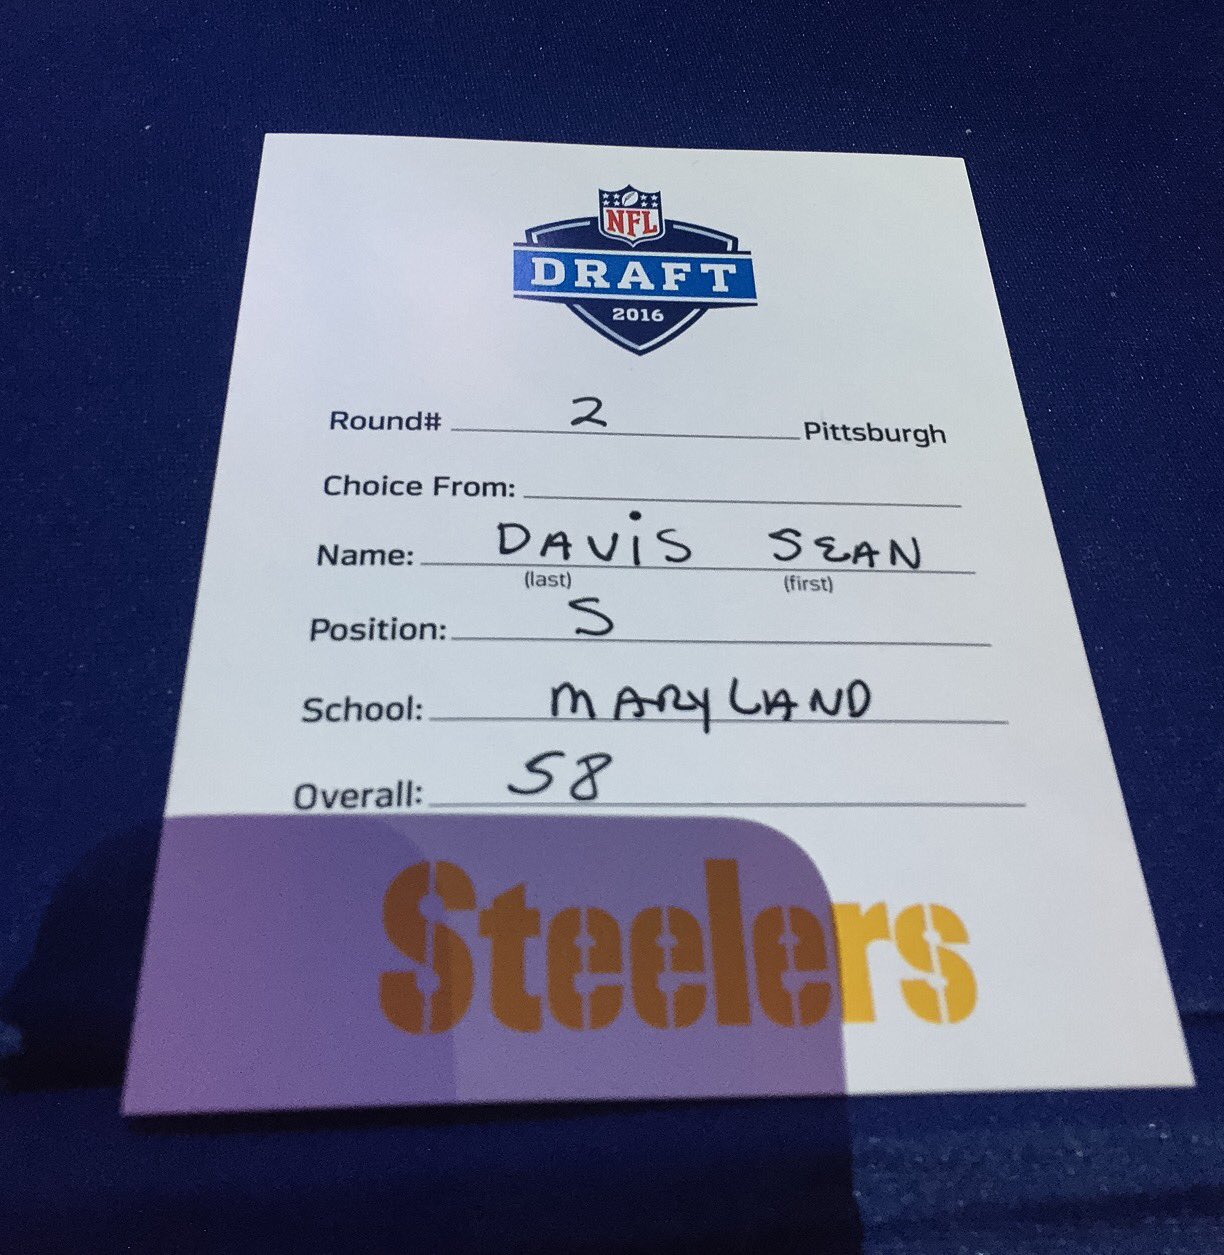 NFL
DRAFT
2016
Round# 2 Pittsburgh
Choice From:
Name: DAViS SEAN
(last) (first)
Position: S
School: MARYLAND
Overall: 58
Steelers